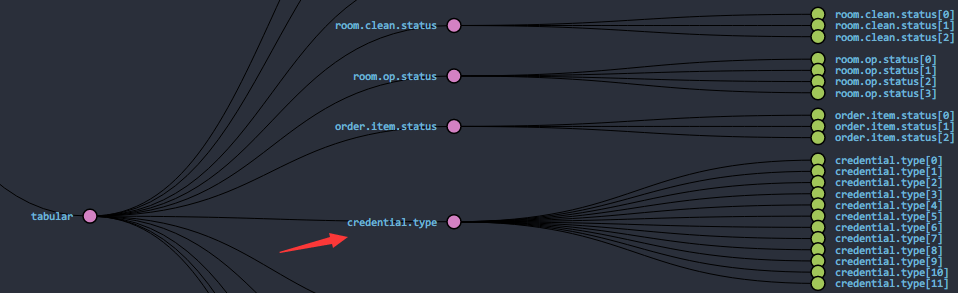 room.clean.status
room.clean.status[0]
room.clean.status[1]
room.clean.status[2]
room.op.status
room.op.status[0]
room.op.status[1]
room.op.status[2]
room.op.status[3]
order.item.status
order.item.status[0]
order.item.status[1]
order.item.status[2]
tabular
credential.type
credential.type[0]
credential.type[1]
credential.type[2]
credential.type[3]
credential.type[4]
credential.type[5]
credential.type[6]
credential.type[7]
credential.type[8]
credential.type[9]
credential.type[10]
credential.type[11]